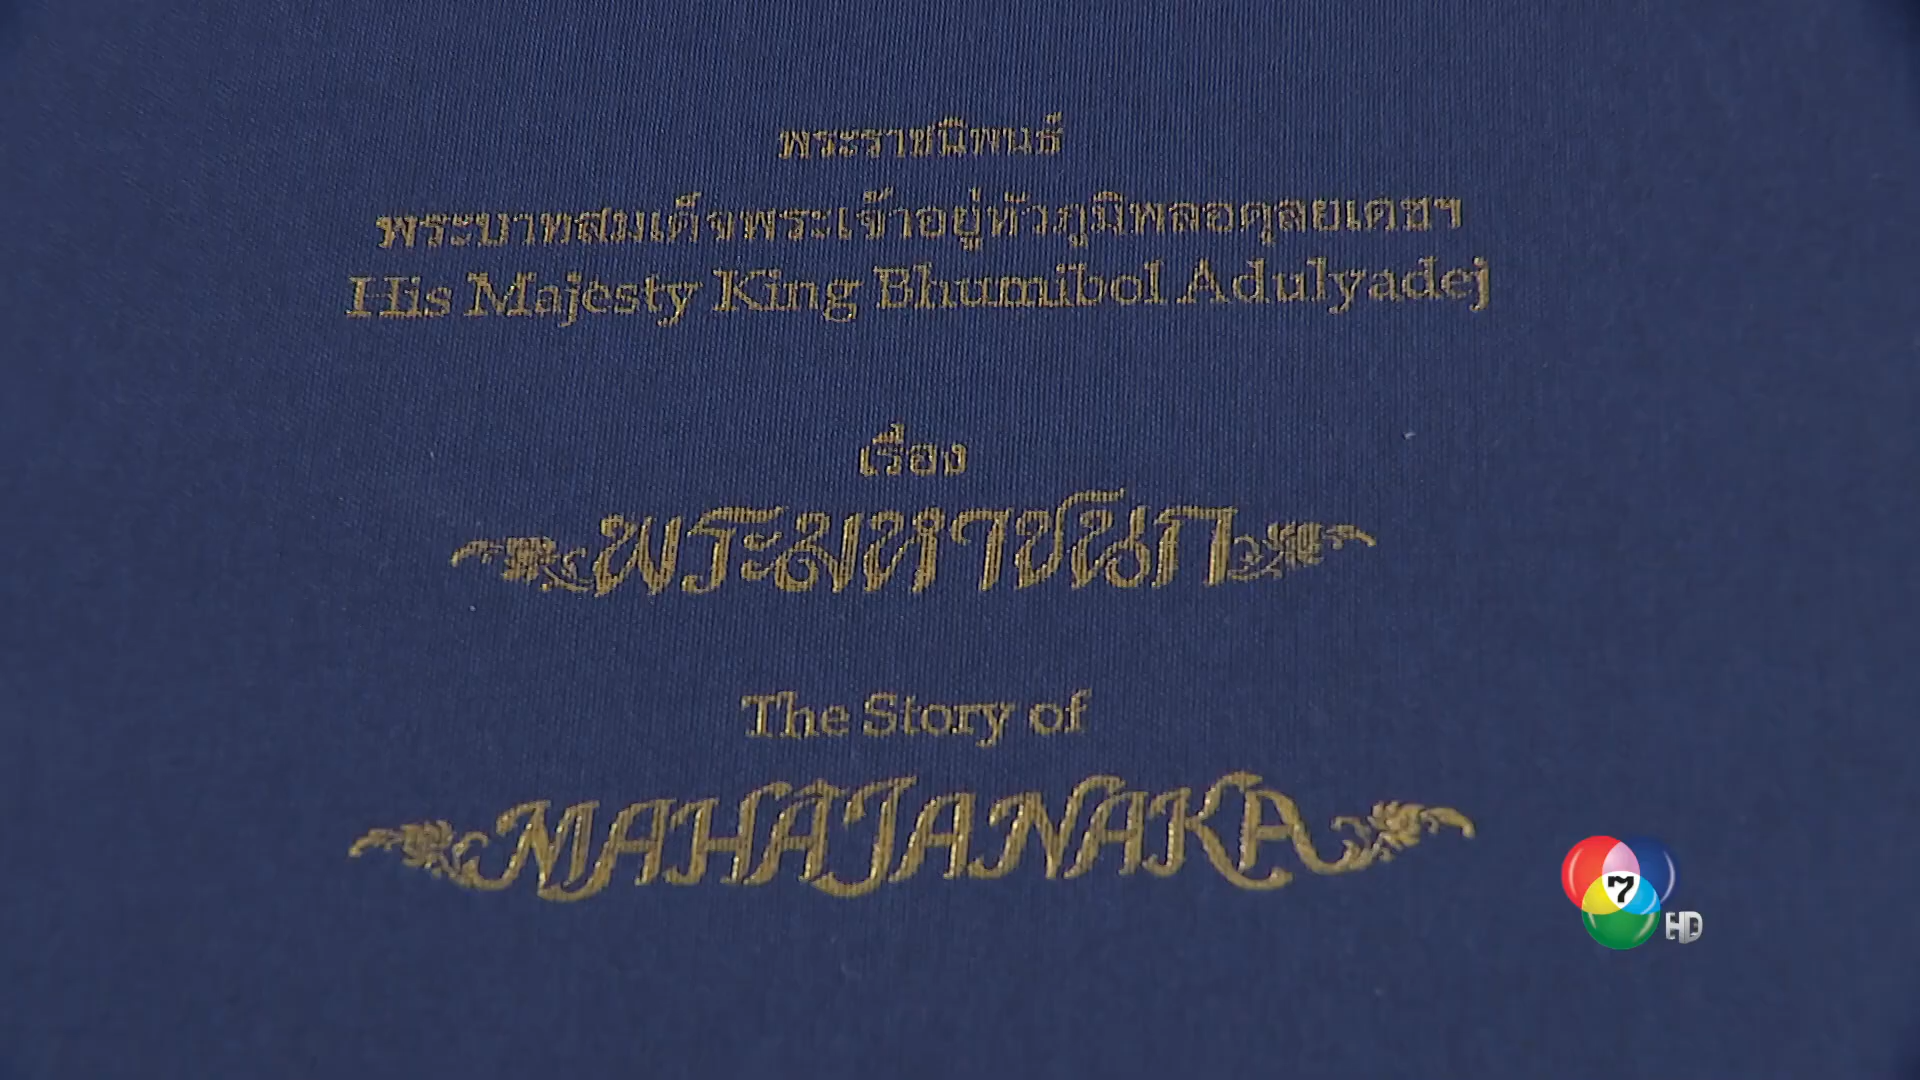 พระราชนิพนธ์
พระบาทสมเด็จพระเจ้าอยู่หัวภูมิพลอดุลยเดชฯ
His Majesty King Bhumibol Adulyadej
เรื่อง
พระมหาชนก
The Story of
MAHAJANAKA
7
HD